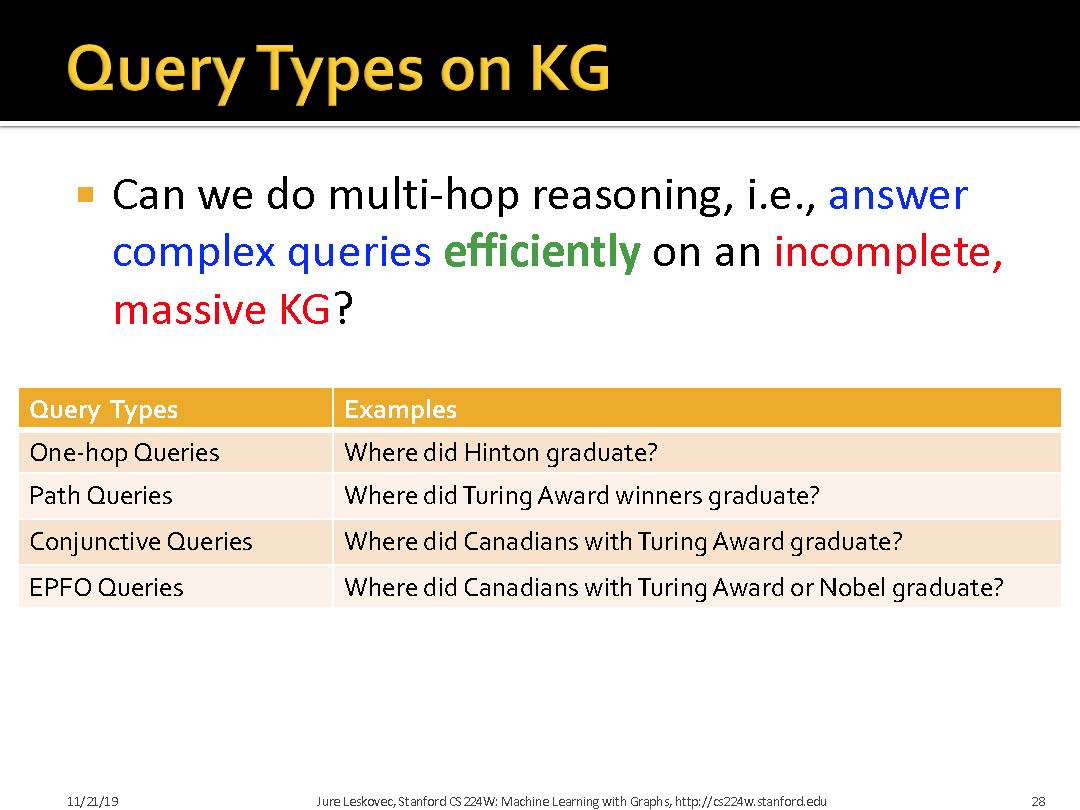 Query Types on KG
Can we do multi-hop reasoning, i.e., answer
complex queries efficiently on an incomplete,
massive KG?
Query Types Examples
One-hop Queries Where did Hinton graduate?
Path Queries Where did Turing Award winners graduate?
Conjunctive Queries Where did Canadians with Turing Award graduate?
EPFO Queries Where did Canadians with Turing Award or Nobel graduate?
11/21/19 Jure Leskovec, Stanford CS224W: Machine Learning with Graphs, http://cs224w.stanford.edu 28